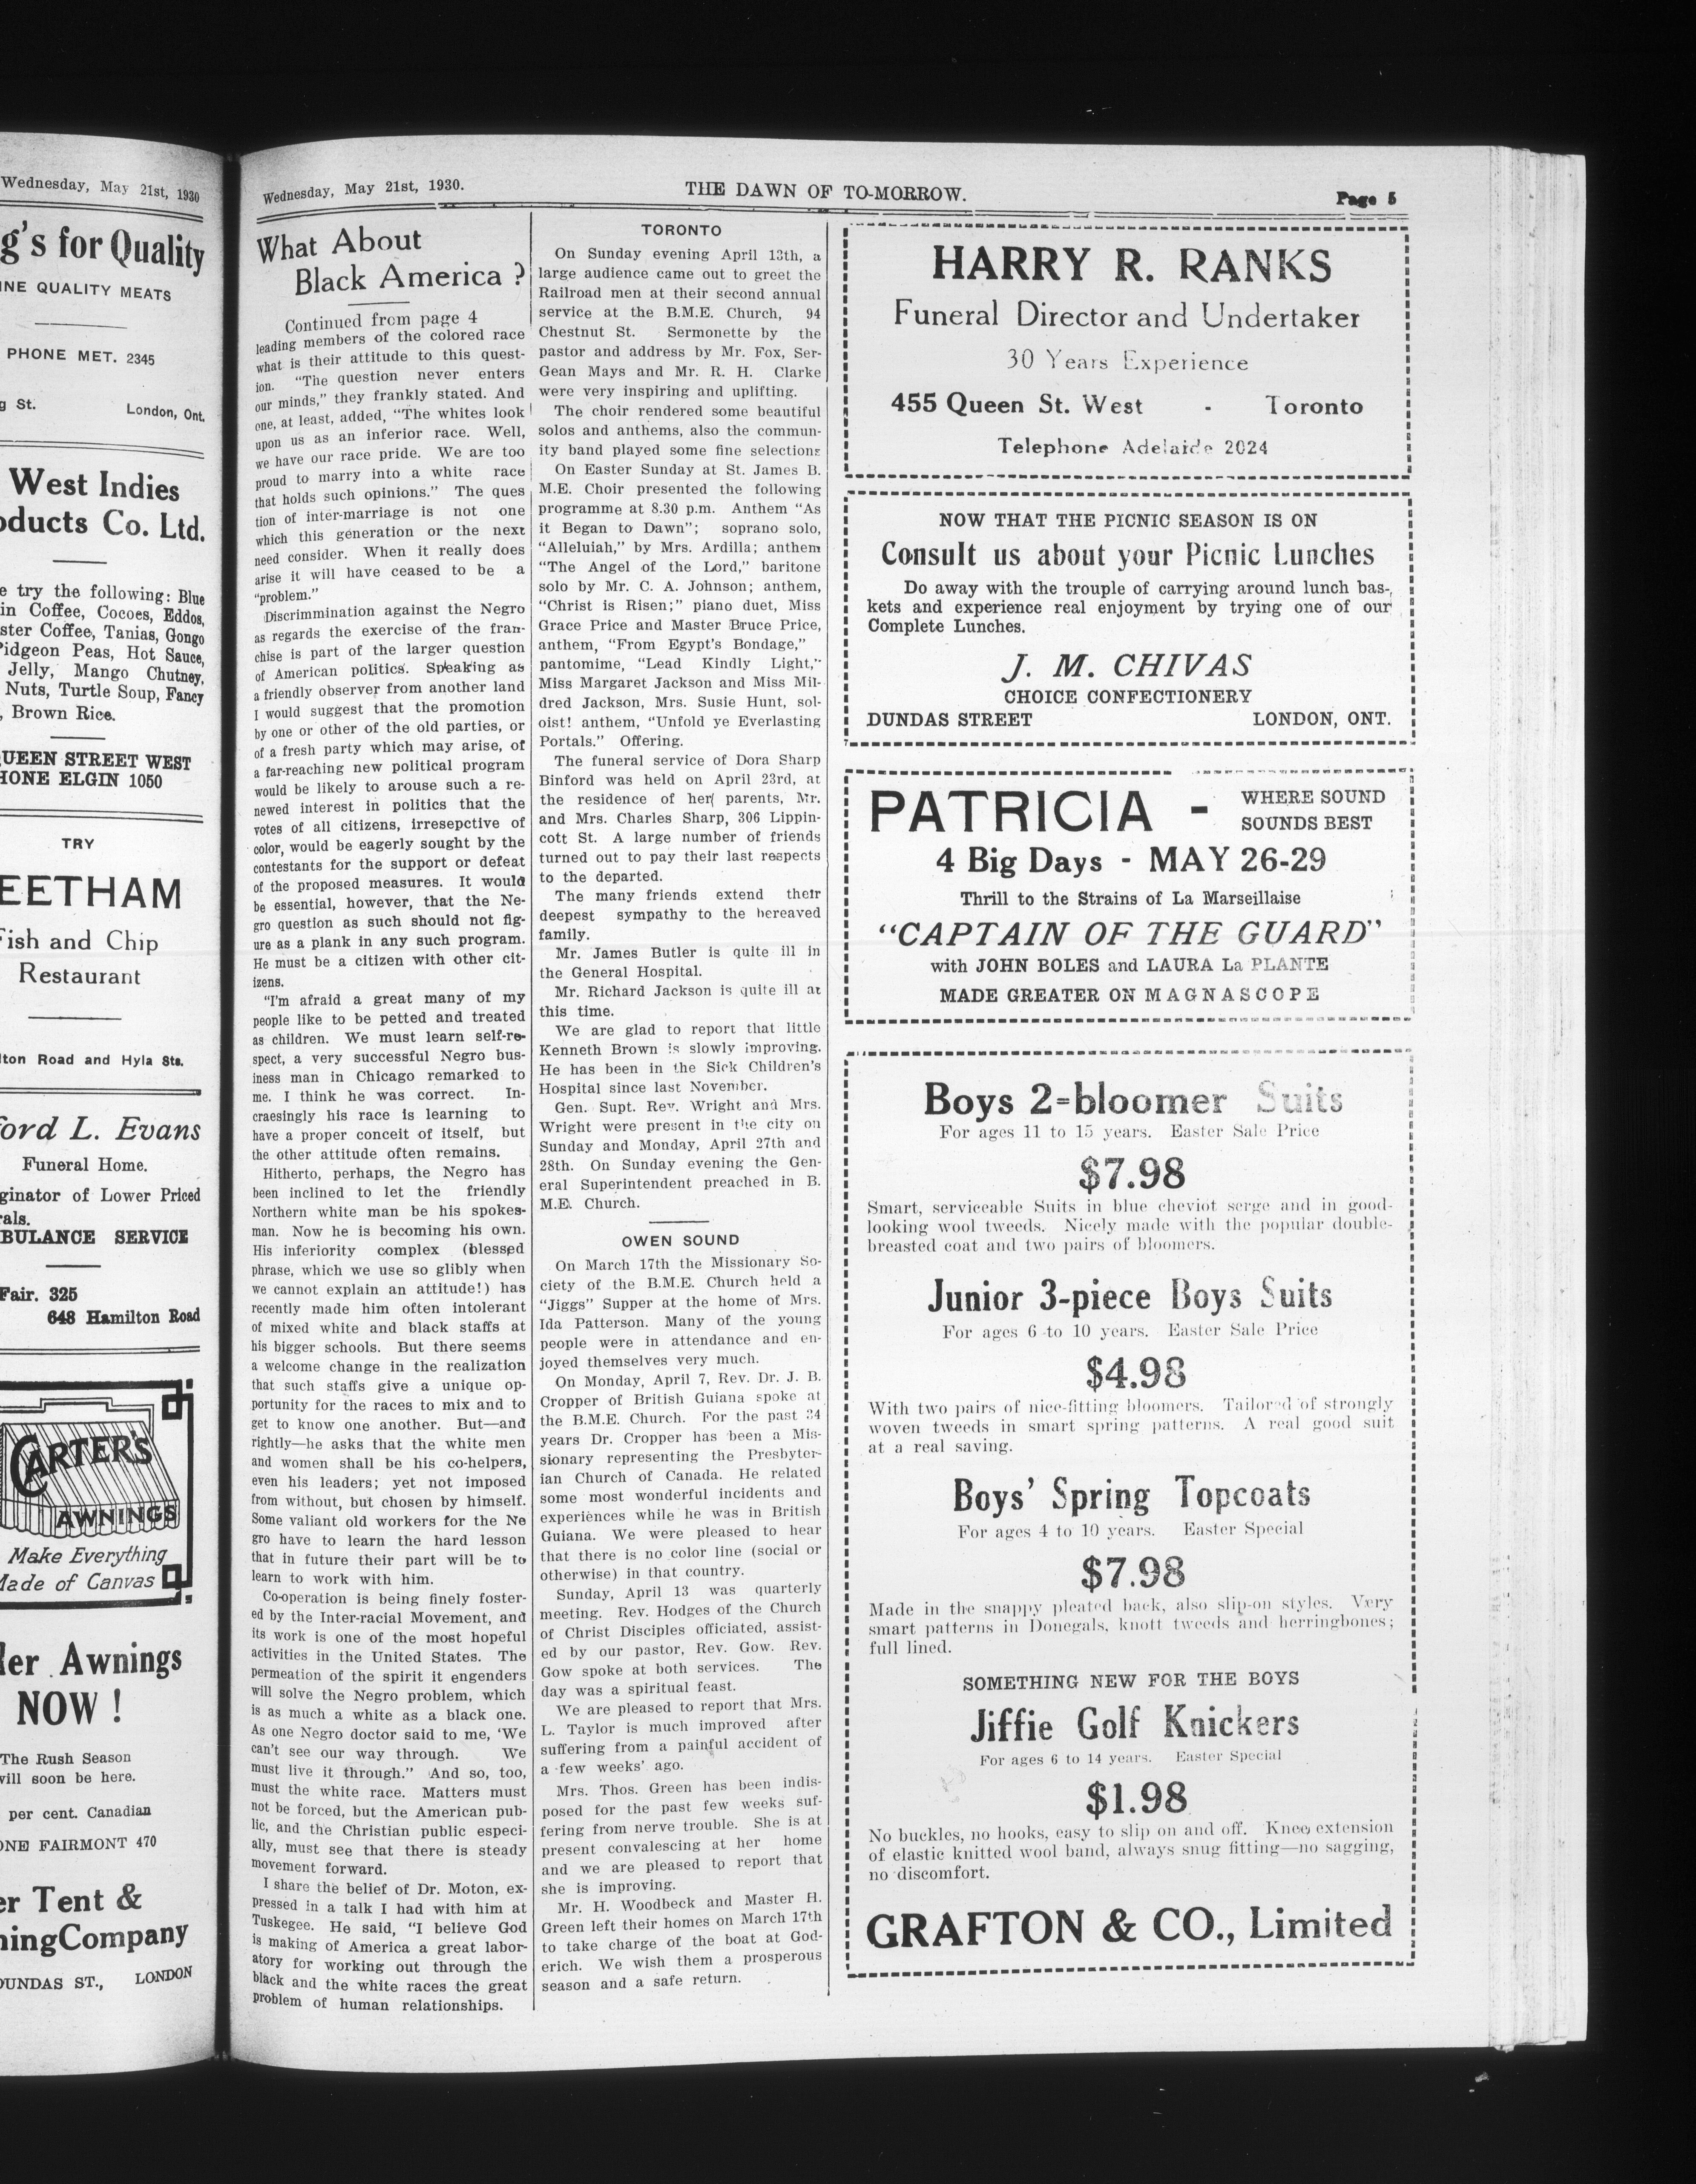 Wednesday, May 21st, 1930
g's for Quality
INE QUALITY MEATS
PHONE MET. 2345
g St. London, Ont.
West Indies
oducts Co. Ltd.
e try the following: Blue
in Coffee, Cocoes, Eddos,
ster Coffee, Tanias, Gongo
Pidgeon Peas, Hot Sauce,
Jelly, Mango Chutney,
Nuts, Turtle Soup, Fancy
, Brown Rice.
QUEEN STREET WEST
HONE ELGIN 1050
TRY
EETHAM
Fish and Chip
Restaurant
lton Road and Hyla Sts.
ford L. Evans
Funeral Home.
ginator of Lower Priced
rals.
BULANCE SERVICE
Fair. 325
648 Hamilton Road
CARTER'S
AWNINGS
Make Everything
Made of Canvas
der Awnings
NOW !
The Rush Season
will soon be here.
per cent. Canadian
ONE FAIRMONT 470
er Tent &
ningCompany
DUNDAS ST., LONDON
Wednesday, May 21st, 1930.
THE DAWN OF TO-MORROW.
Page 5
What About
Black America ?
Continued from page 4
leading members of the colored race
what is their attitude to this quest-
ion. "The question never enters
our minds," they frankly stated. And
one, at least, added, "The whites look
upon us as an inferior race. Well,
we have our race pride. We are too
proud to marry into a white race
that holds such opinions." The ques
tion of inter-marriage is not one
which this generation or the next
need consider. When it really does
arise it will have ceased to be a
"problem."
Discrimmination against the Negro
as regards the exercise of the fran-
chise is part of the larger question
of American politics. Speaking as
a friendly observer from another land
I would suggest that the promotion
by one or other of the old parties, or
of a fresh party which may arise, of
a far-reaching new political program
would be likely to arouse such a re-
newed interest in politics that the
votes of all citizens, irresepctive of
color, would be eagerly sought by the
contestants for the support or defeat
of the proposed measures. It would
be essential, however, that the Ne-
gro question as such should not fig-
ure as a plank in any such program.
He must be a citizen with other cit-
izens.
"I'm afraid a great many of my
people like to be petted and treated
as children. We must learn self-re-
spect, a very successful Negro bus-
iness man in Chicago remarked to
me. I think he was correct. In-
craesingly his race is learning to
have a proper conceit of itself, but
the other attitude often remains.
Hitherto, perhaps, the Negro has
been inclined to let the friendly
Northern white man be his spokes-
man. Now he is becoming his own.
His inferiority complex (blessed
phrase, which we use so glibly when
we cannot explain an attitude!) has
recently made him often intolerant
of mixed white and black staffs at
his bigger schools. But there seems
a welcome change in the realization
that such staffs give a unique op-
portunity for the races to mix and to
get to know one another. But—and
rightly—he asks that the white men
and women shall be his co-helpers,
even his leaders; yet not imposed
from without, but chosen by himself.
Some valiant old workers for the Ne
gro have to learn the hard lesson
that in future their part will be to
learn to work with him.
Co-operation is being finely foster-
ed by the Inter-racial Movement, and
its work is one of the most hopeful
activities in the United States. The
permeation of the spirit it engenders
will solve the Negro problem, which
is as much a white as a black one.
As one Negro doctor said to me, 'We
can't see our way through. We
must live it through." And so, too,
must the white race. Matters must
not be forced, but the American pub-
lic, and the Christian public especi-
ally, must see that there is steady
movement forward.
I share the belief of Dr. Moton, ex-
pressed in a talk I had with him at
Tuskegee. He said, "I believe God
is making of America a great labor-
atory for working out through the
black and the white races the great
problem of human relationships.
TORONTO
On Sunday evening April 13th, a
large audience came out to greet the
Railroad men at their second annual
service at the B.M.E. Church, 94
Chestnut St. Sermonette by the
pastor and address by Mr. Fox, Ser-
Gean Mays and Mr. R. H. Clarke
were very inspiring and uplifting.
The choir rendered some beautiful
solos and anthems, also the commun-
ity band played some fine selections
On Easter Sunday at St. James B.
M.E. Choir presented the following
programme at 8.30 p.m. Anthem "As
it Began to Dawn"; soprano solo,
"Alleluiah," by Mrs. Ardilla; anthem
"The Angel of the Lord," baritone
solo by Mr. C. A. Johnson; anthem,
"Christ is Risen;" piano duet, Miss
Grace Price and Master Bruce Price,
anthem, "From Egypt's Bondage,"
pantomime, "Lead Kindly Light,"
Miss Margaret Jackson and Miss Mil-
dred Jackson, Mrs. Susie Hunt, sol-
oist! anthem, "Unfold ye Everlasting
Portals." Offering.
The funeral service of Dora Sharp
Binford was held on April 23rd, at
the residence of her parents, Mr.
and Mrs. Charles Sharp, 306 Lippin-
cott St. A large number of friends
turned out to pay their last respects
to the departed.
The many friends extend their
deepest sympathy to the bereaved
family.
Mr. James Butler is quite ill in
the General Hospital.
Mr. Richard Jackson is quite ill at
this time.
We are glad to report that little
Kenneth Brown is slowly improving.
He has been in the Sick Children's
Hospital since last November.
Gen. Supt. Rev. Wright and Mrs.
Wright were present in the city on
Sunday and Monday, April 27th and
28th. On Sunday evening the Gen-
eral Superintendent preached in B.
M.E. Church.
OWEN SOUND
On March 17th the Missionary So-
ciety of the B.M.E. Church held a
"Jiggs" Supper at the home of Mrs.
Ida Patterson. Many of the young
people were in attendance and en-
joyed themselves very much.
On Monday, April 7, Rev. Dr. J. B.
Cropper of British Guiana spoke at
the B.M.E. Church. For the past 34
years Dr. Cropper has been a Mis-
sionary representing the Presbyter-
ian Church of Canada. He related
some most wonderful incidents and
experiences while he was in British
Guiana. We were pleased to hear
that there is no color line (social or
otherwise) in that country.
Sunday, April 13 was quarterly
meeting. Rev. Hodges of the Church
of Christ Disciples officiated, assist-
ed by our pastor, Rev. Gow. Rev.
Gow spoke at both services. The
day was a spiritual feast.
We are pleased to report that Mrs.
L. Taylor is much improved after
suffering from a painful accident of
a few weeks' ago.
Mrs. Thos. Green has been indis-
posed for the past few weeks suf-
fering from nerve trouble. She is at
present convalescing at her home
and we are pleased to report that
she is improving.
Mr. H. Woodbeck and Master H.
Green left their homes on March 17th
to take charge of the boat at God-
erich. We wish them a prosperous
season and a safe return.
HARRY R. RANKS
Funeral Director and Undertaker
30 Years Experience
455 Queen St. West - Toronto
Telephone Adelaide 2024
NOW THAT THE PICNIC SEASON IS ON
Consult us about your Picnic Lunches
Do away with the trouple of carrying around lunch bas-
kets and experience real enjoyment by trying one of our
Complete Lunches.
J. M. CHIVAS
CHOICE CONFECTIONERY
DUNDAS STREET LONDON, ONT.
PATRICIA - WHERE SOUND
SOUNDS BEST
4 Big Days - MAY 26-29
Thrill to the Strains of La Marseillaise
"CAPTAIN OF THE GUARD"
with JOHN BOLES and LAURA La PLANTE
MADE GREATER ON MAGNASCOPE
Boys 2=bloomer Suits
For ages 11 to 15 years. Easter Sale Price
$7.98
Smart, serviceable Suits in blue cheviot serge and in good-
looking wool tweeds. Nicely made with the popular double-
breasted coat and two pairs of bloomers.
Junior 3-piece Boys Suits
For ages 6 to 10 years. Easter Sale Price
$4.98
With two pairs of nice-fitting bloomers. Tailored of strongly
woven tweeds in smart spring patterns. A real good suit
at a real saving.
Boys' Spring Topcoats
For ages 4 to 10 years. Easter Special
$7.98
Made in the snappy pleated back, also slip-on styles. Very
smart patterns in Donegals, knott tweeds and herringbones;
full lined.
SOMETHING NEW FOR THE BOYS
Jiffie Golf Knickers
For ages 6 to 14 years. Easter Special
$1.98
No buckles, no hooks, easy to slip on and off. Knee extension
of elastic knitted wool band, always snug fitting—no sagging,
no discomfort.
GRAFTON & CO., Limited